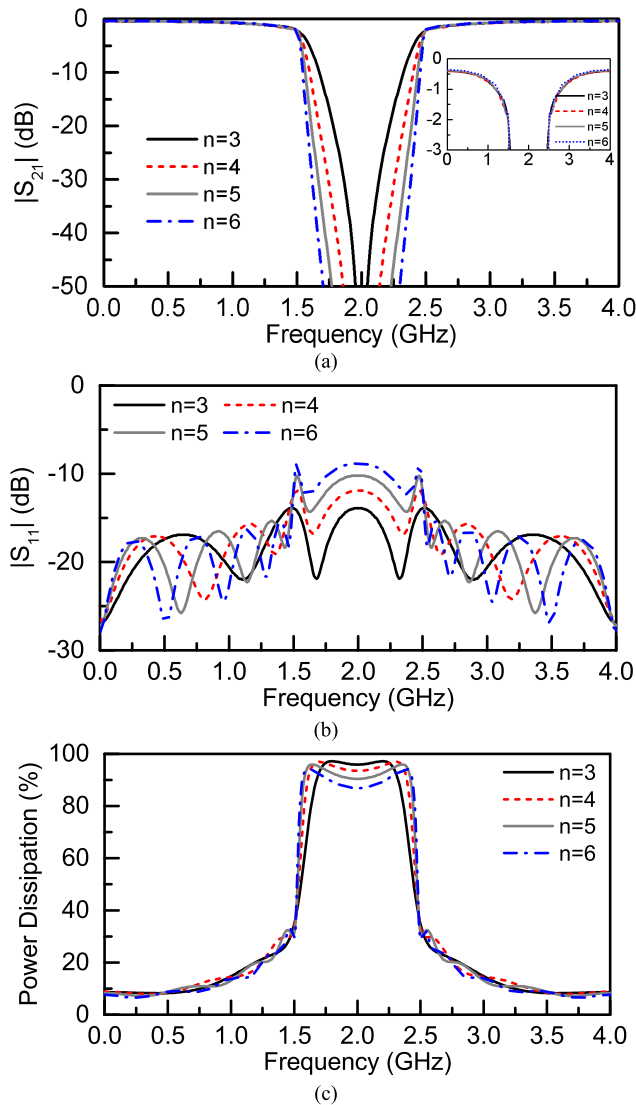 0
-10
-20
-30
-40
-50
|S21| (dB)
n=3
n=4
n=5
n=6
0
-1
-2
-3
n=3
n=4
n=5
n=6
0 1 2 3 4
0.0 0.5 1.0 1.5 2.0 2.5 3.0 3.5 4.0
Frequency (GHz)
(a)
0
-10
-20
-30
|S11| (dB)
n=3 n=4
n=5 n=6
0.0 0.5 1.0 1.5 2.0 2.5 3.0 3.5 4.0
Frequency (GHz)
(b)
100
80
60
40
20
0
Power Dissipation (%)
n=3
n=4
n=5
n=6
0.0 0.5 1.0 1.5 2.0 2.5 3.0 3.5 4.0
Frequency (GHz)
(c)